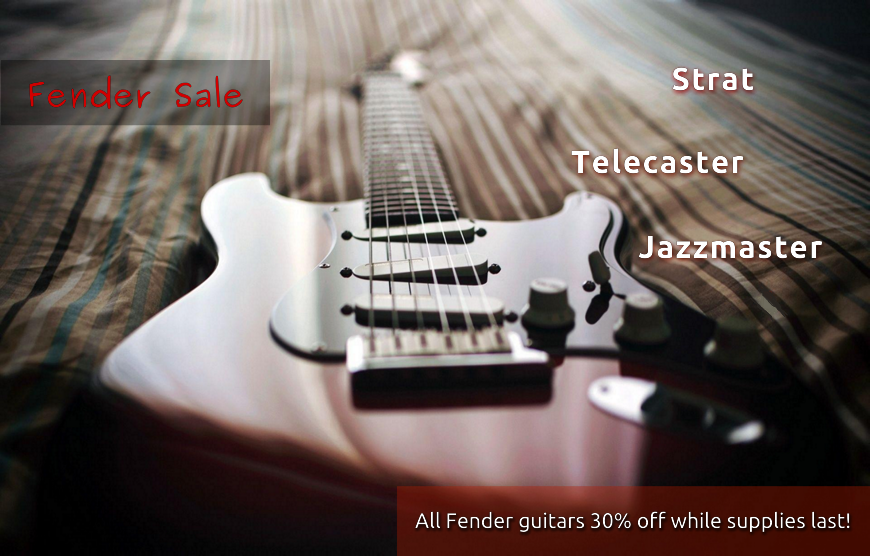 Fender Sale
Strat
Telecaster
Jazzmaster
All Fender guitars 30% off while supplies last!